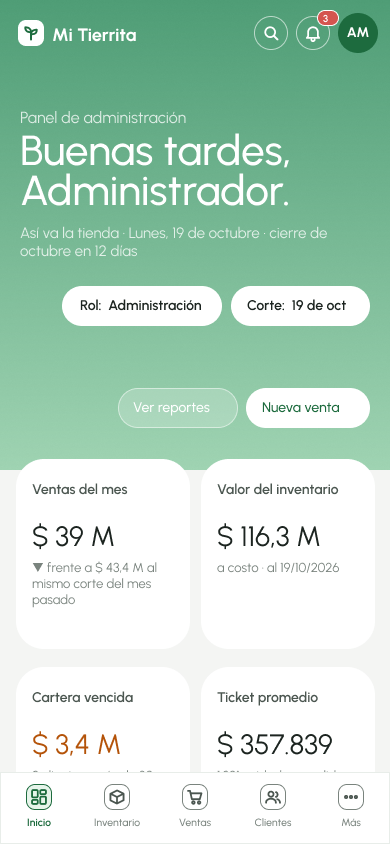 Mi Tierrita
3
AM
Panel de administración
Buenas tardes,
Administrador.
Así va la tienda · Lunes, 19 de octubre · cierre de
octubre en 12 días
Rol: Administración
Corte: 19 de oct
Ver reportes
Nueva venta
Ventas del mes
$ 39 M
▼ frente a $ 43,4 M al
mismo corte del mes
pasado
Valor del inventario
$ 116,3 M
a costo · al 19/10/2026
Cartera vencida
$ 3,4 M
Ticket promedio
$ 357.839
Inicio
Inventario
Ventas
Clientes
Más